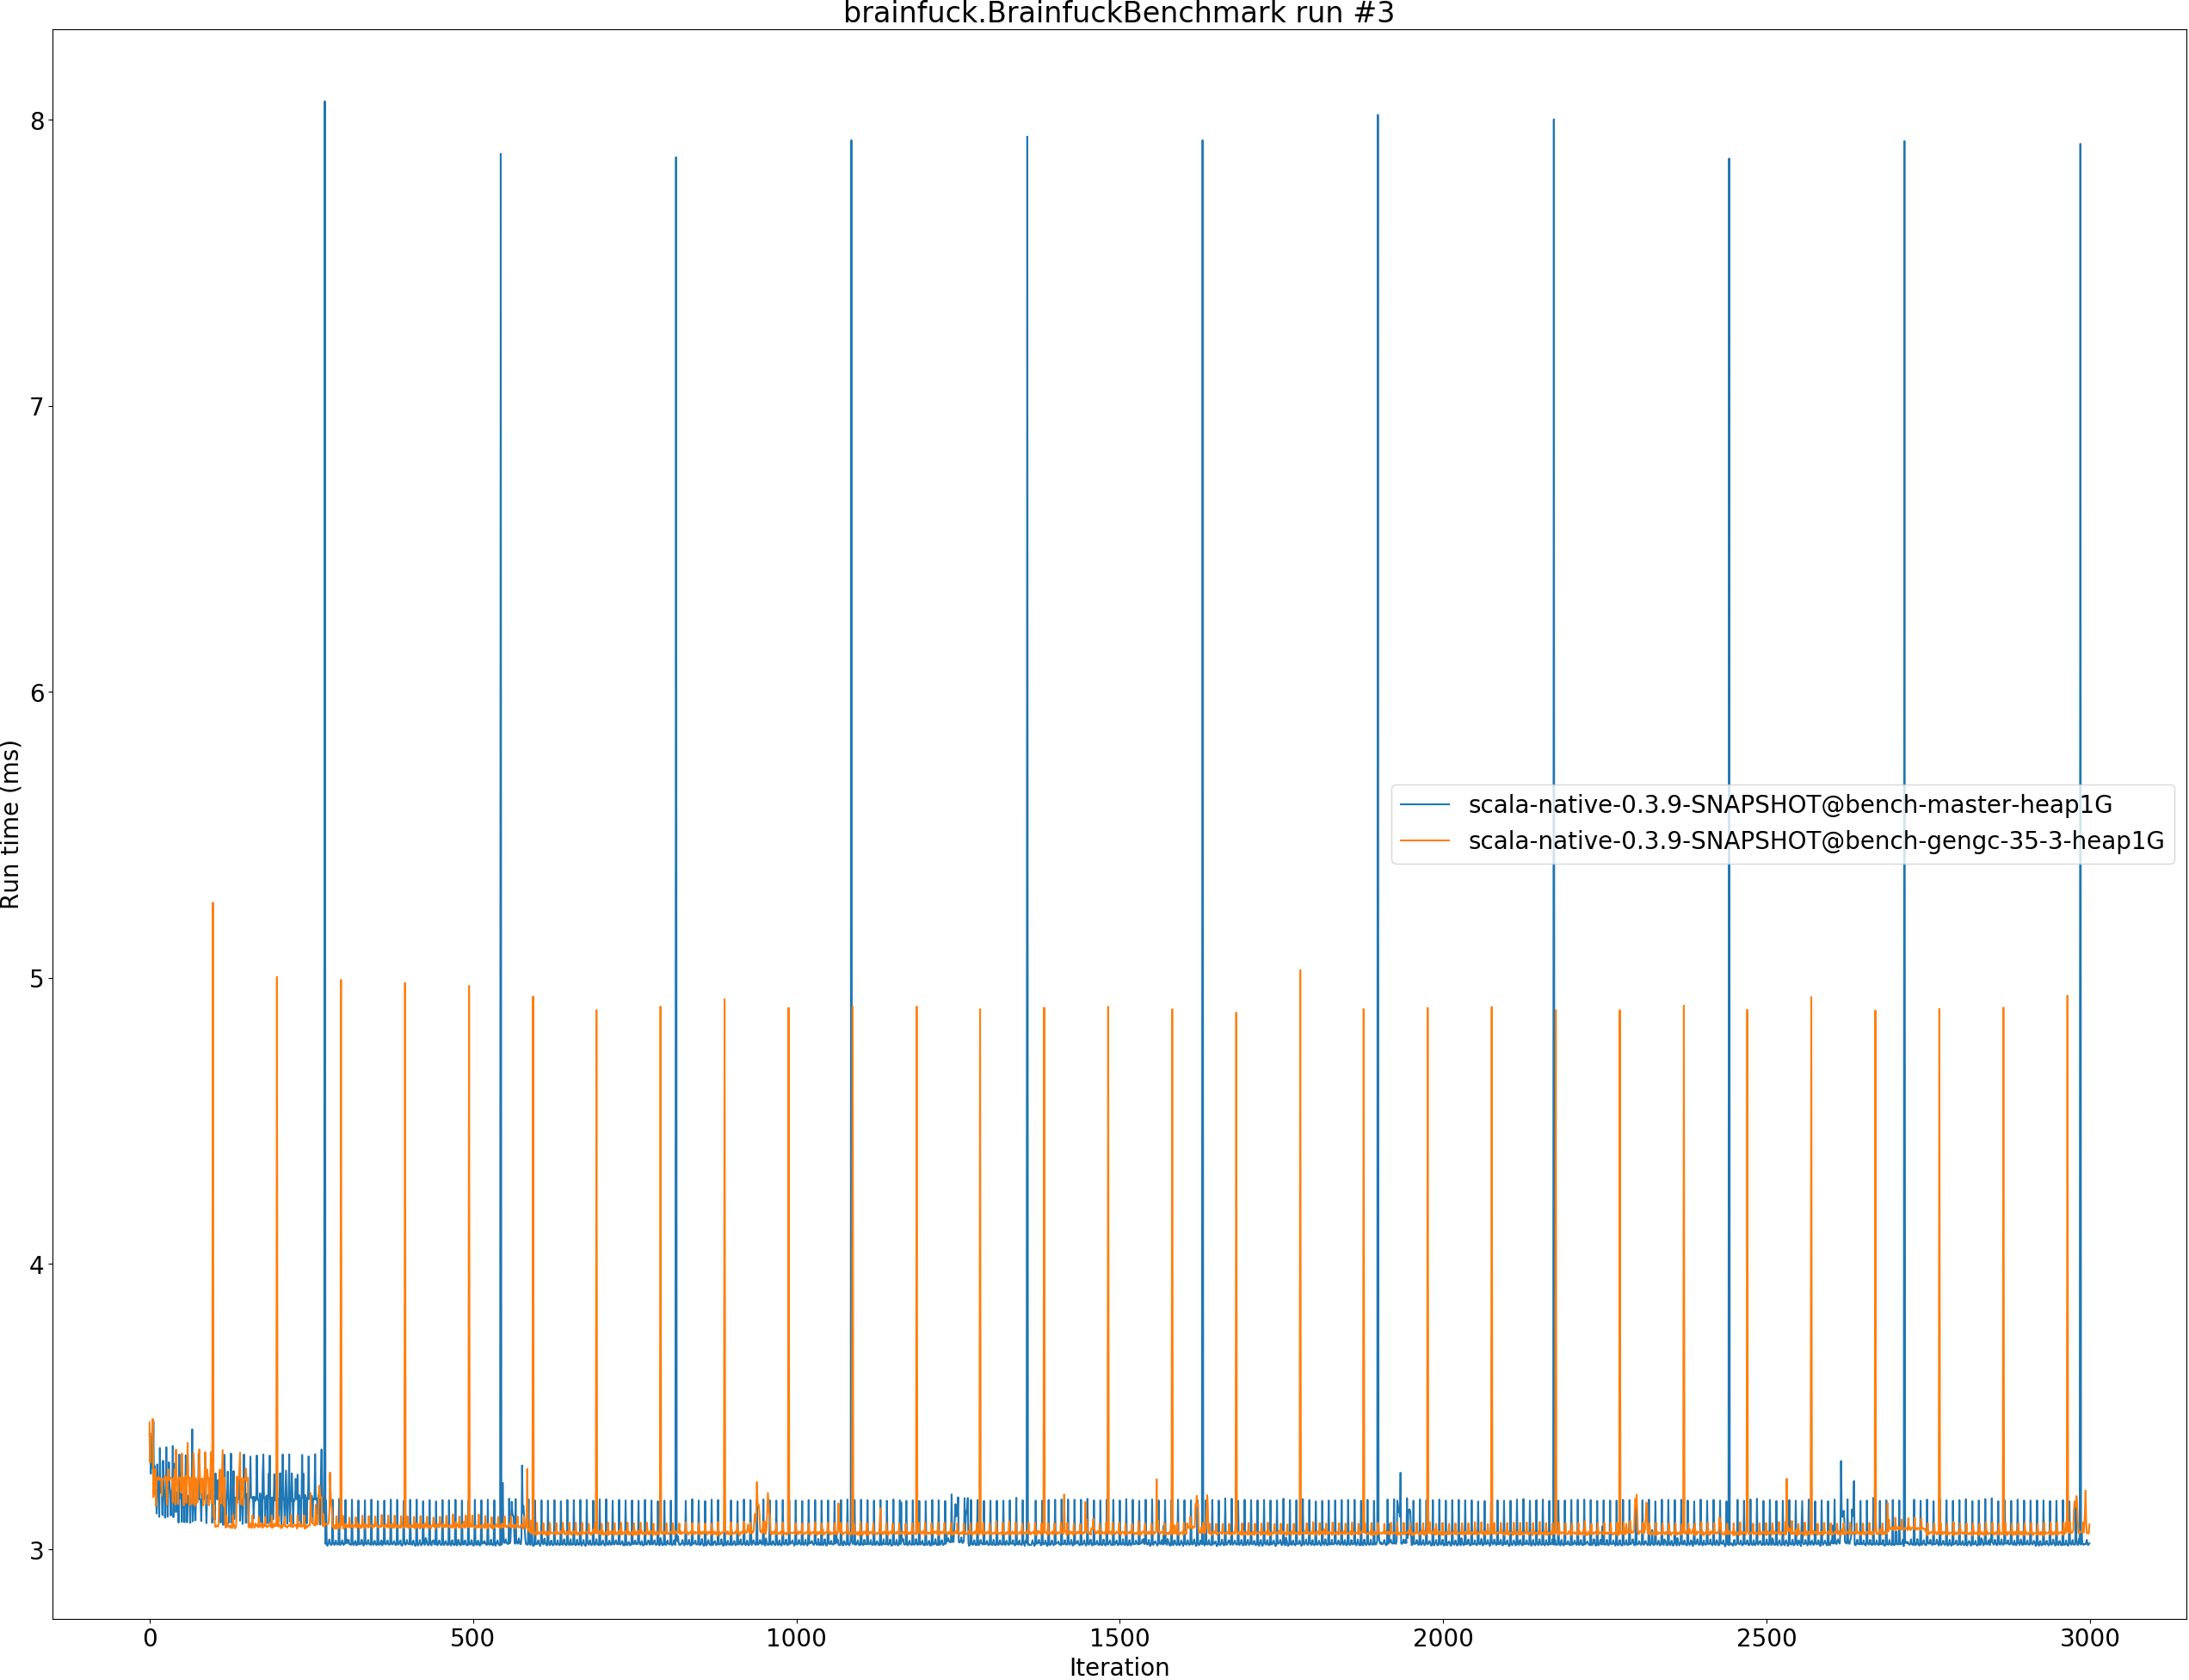 brainfuck.BrainfuckBenchmark run #3
8
7
6
5
4
3
Run time (ms)
scala-native-0.3.9-SNAPSHOT@bench-master-heap1G
scala-native-0.3.9-SNAPSHOT@bench-gengc-35-3-heap1G
0 500 1000 1500 2000 2500 3000
Iteration